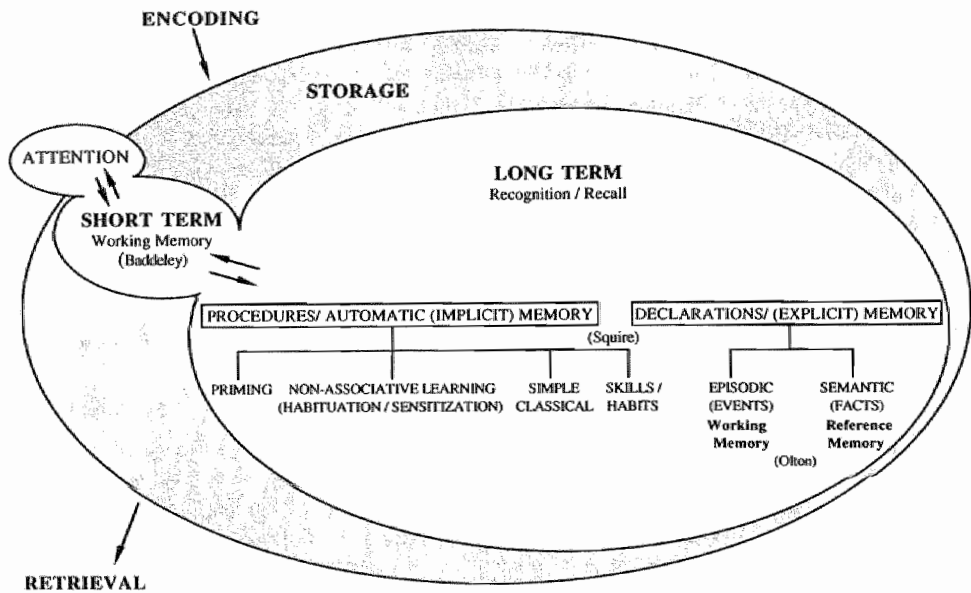 ENCODING
STORAGE
ATTENTION
LONG TERM
Recognition / Recall
SHORT TERM
Working Memory
(Baddeley)
PROCEDURES/ AUTOMATIC (IMPLICIT) MEMORY
DECLARATIONS/ (EXPLICIT) MEMORY
(Squire)
PRIMING
NON-ASSOCIATIVE LEARNING
(HABITUATION / SENSITIZATION)
SIMPLE
CLASSICAL
SKILLS /
HABITS
EPISODIC
(EVENTS)
Working
Memory
SEMANTIC
(FACTS)
Reference
Memory
(Olton)
RETRIEVAL